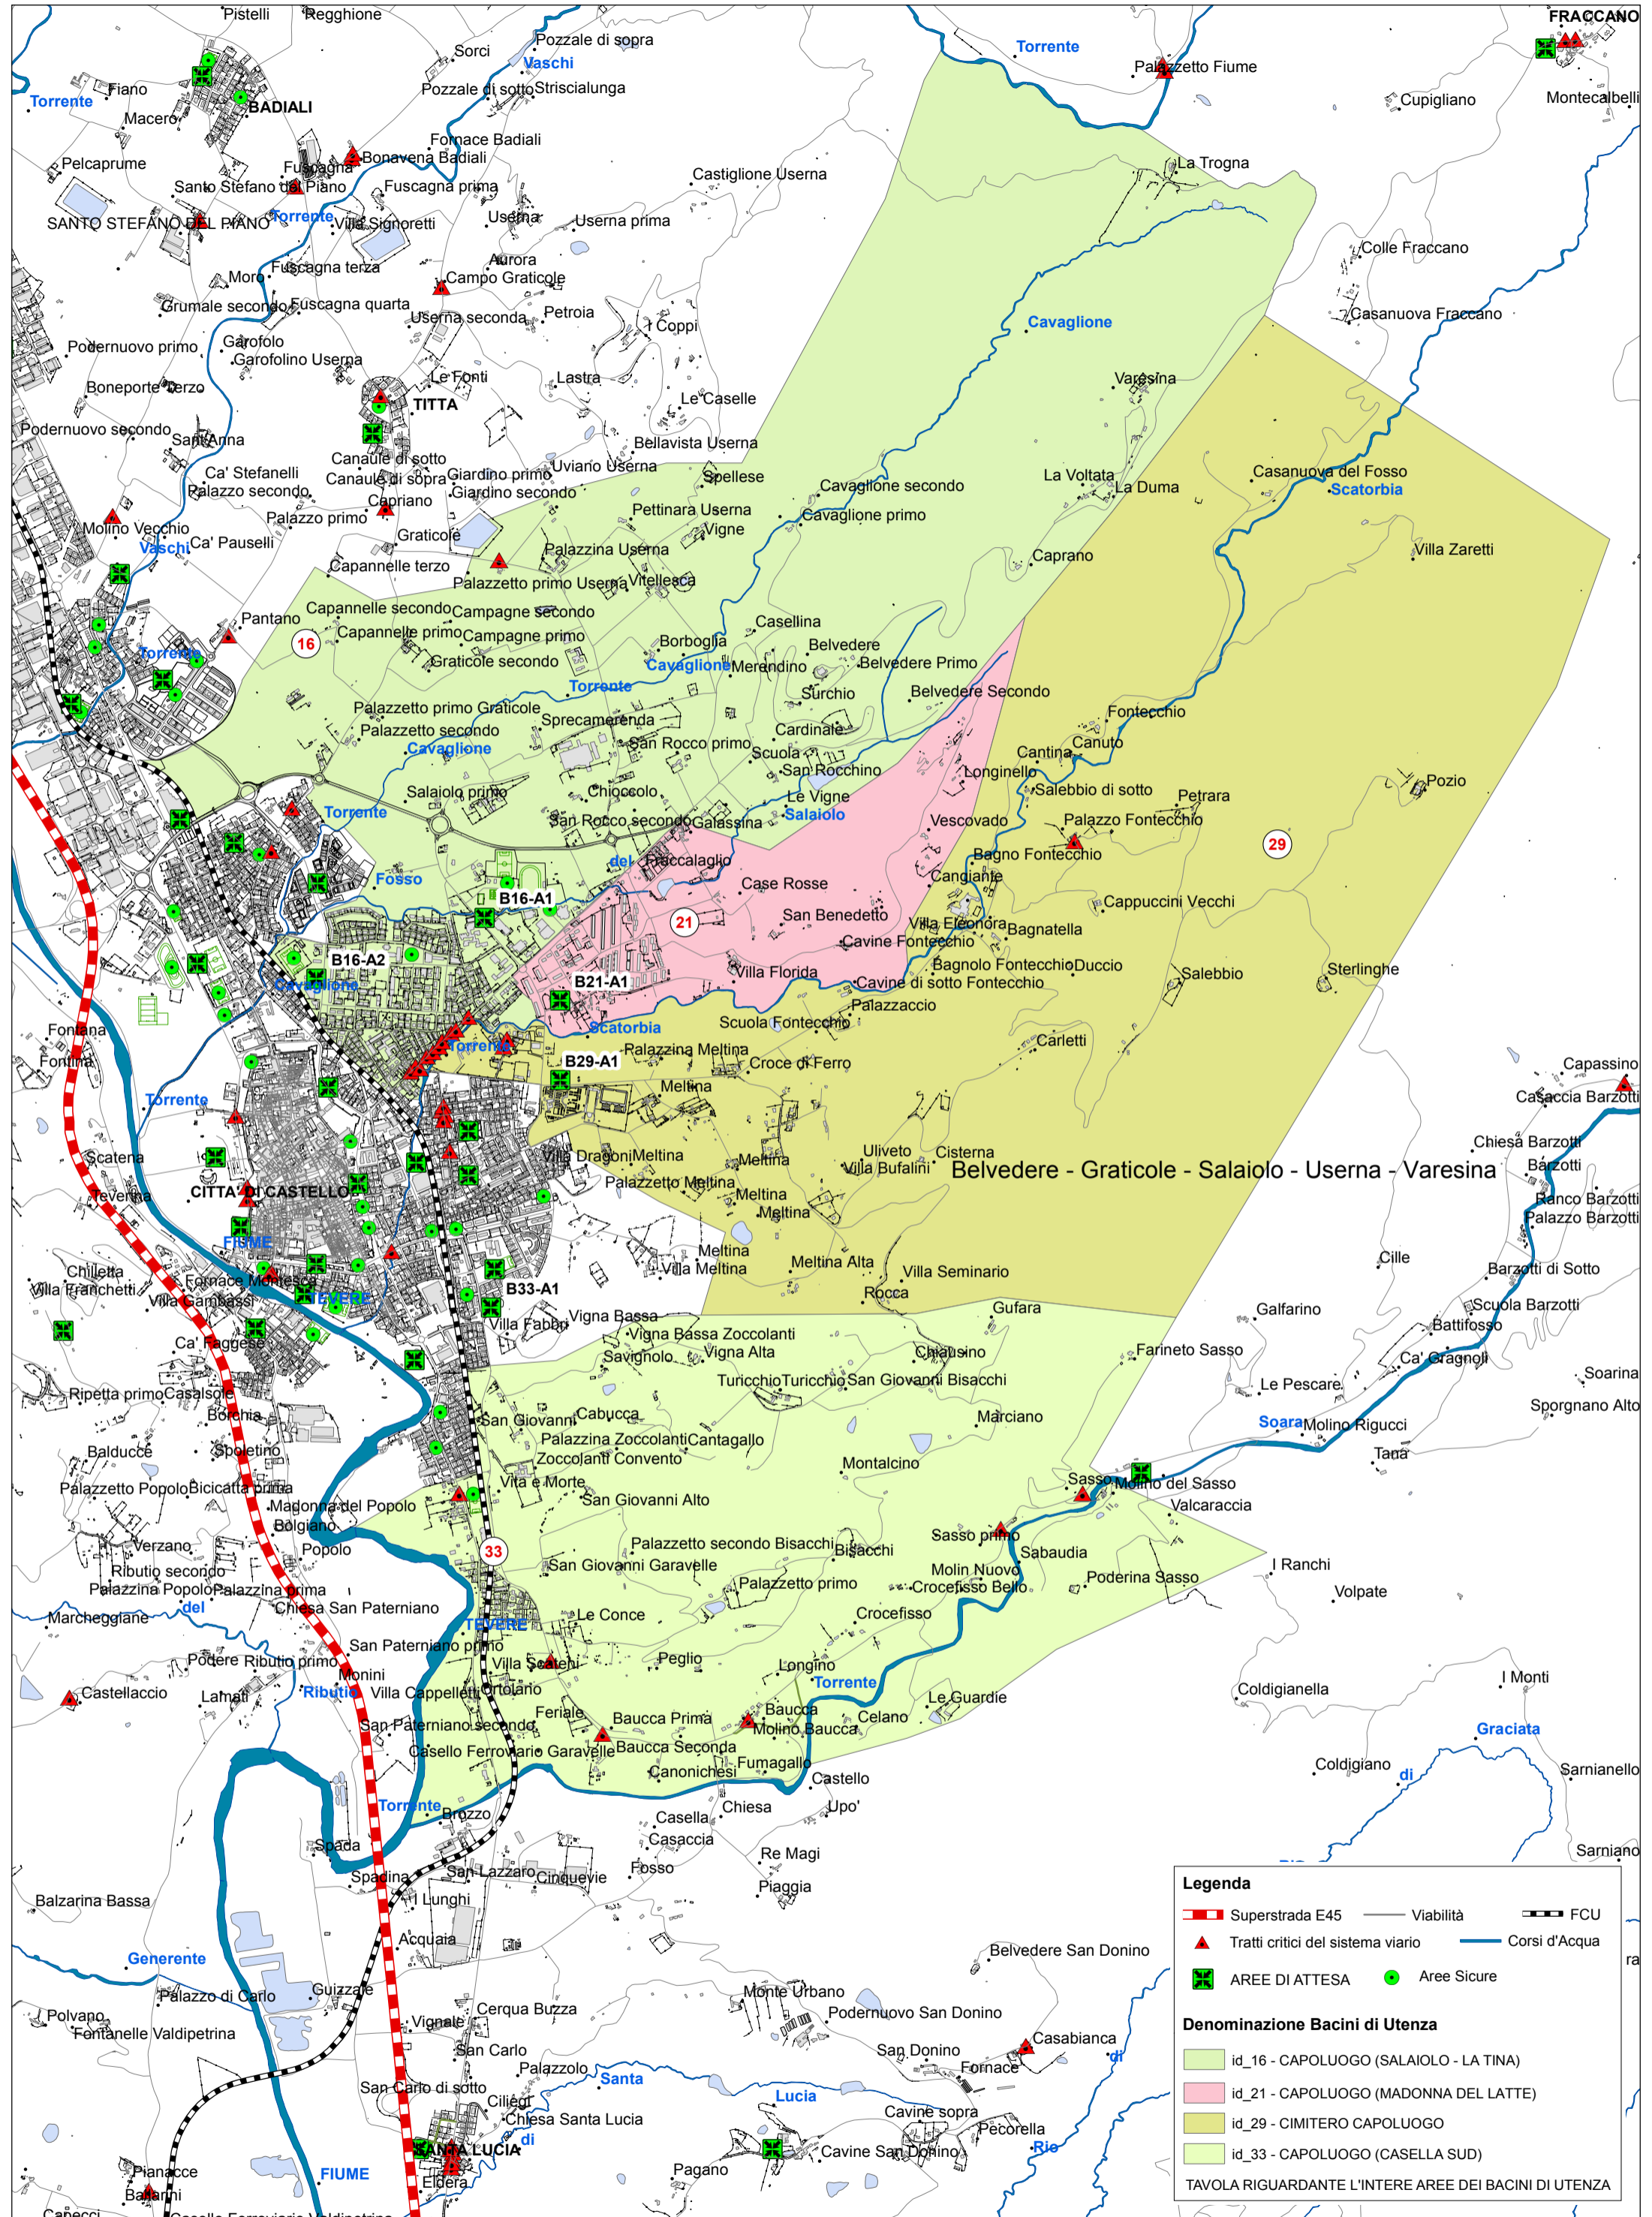 Pistelli
Regghione
FRACCANO
Sorci
Pozzale di sopra
Vaschi
Torrente
Palazzetto Fiume
Fiano
Torrente
Macero
BADIALI
Pozzale di sotto
Striscialunga
Cupigliano
Montecalbelli
Fornace Badiali
Bonavena Badiali
Pelcaprume
Fuscagna
Santo Stefano del Piano
Fuscagna prima
Castiglione Userna
La Trogna
SANTO STEFANO DEL PIANO
Torrente
Villa Signoretti
Userna
Userna prima
Colle Fraccano
Moro
Fuscagna terza
Aurora
Campo Graticole
Grumale secondo
Fuscagna quarta
Userna seconda
Petroia
I Coppi
Cavaglione
Casanuova Fraccano
Podernuovo primo
Garofolo
Garofolino Userna
Boneporte Terzo
Le Fonti
Lastra
Le Caselle
Varesina
TITTA
Podernuovo secondo
Sant'Anna
Bellavista Userna
Canaule di sotto
Canaule di sopra
Giardino primo
Uviano Userna
Spellese
Ca' Stefanelli
Palazzo secondo
Giardino secondo
Cavaglione secondo
La Voltata
La Duma
Casanuova del Fosso
Scatorbia
Capriano
Palazzo primo
Pettinara Userna
Cavaglione primo
Molino Vecchio
Vaschi
Ca' Pauselli
Graticole
Vigne
Palazzina Userna
Caprano
Villa Zaretti
Capannelle terzo
Palazzetto primo Userna
Vitellesca
Capannelle secondo
Campagne secondo
Pantano
16
Capannelle primo
Campagne primo
Casellina
Torrente
Graticole secondo
Borboglia
Belvedere
Cavaglione
Merendino
Belvedere Primo
Torrente
Surchio
Belvedere Secondo
Palazzetto primo Graticole
Palazzetto secondo
Sprecamerenda
Cardinale
Fontecchio
Cavaglione
San Rocco primo
Scuola
Cantina
Canuto
San Rocchino
Longinello
Salaiolo primo
Chioccolo
Le Vigne
Salebbio di sotto
Petrara
Pozio
Torrente
San Rocco secondo
Galassina
Salaiolo
Vescovado
Palazzo Fontecchio
29
del
Fraccalaglio
Bagno Fontecchio
Fosso
Case Rosse
Cangiante
B16-A1
21
San Benedetto
Cappuccini Vecchi
Villa Eleonora
Bagnatella
B16-A2
Cavine Fontecchio
Cavaglione
B21-A1
Villa Florida
Bagnolo Fontecchio
Duccio
Salebbio
Sterlinghe
Cavine di sotto Fontecchio
Palazzaccio
Fontana
Scatorbia
Scuola Fontecchio
Torrente
Palazzina Meltina
Carletti
Fontina
B29-A1
Croce di Ferro
Capassino
Meltina
Casaccia Barzotti
Torrente
Chiesa Barzotti
Scatena
Villa Dragoni
Meltina
Meltina
Uliveto
Villa Bufalini
Cisterna
Barzotti
Belvedere - Graticole - Salaiolo - Userna - Varesina
CITTA' DI CASTELLO
Teverina
Palazzetto Meltina
Meltina
Meltina
Ranco Barzotti
Palazzo Barzotti
FIUME
Meltina
Villa Meltina
Meltina Alta
Villa Seminario
Cille
Barzotti di Sotto
Chilletta
Villa Franchetti
Fornace Montesca
B33-A1
Rocca
Villa Gambassi
TEVERE
Villa Fabbri
Vigna Bassa
Gufara
Galfarino
Scuola Barzotti
Battifosso
Ca' Faggese
Vigna Bassa Zoccolanti
Savignolo
Vigna Alta
Chiausino
Farineto Sasso
Ca' Gragnoli
Ripetta primo
Casalsole
Turicchio
Turicchio
San Giovanni Bisacchi
Le Pescare
Soarina
Borchia
San Giovanni
Cabucca
Marciano
Soara
Molino Rigucci
Sporgnano Alto
Balducce
Spoletino
Palazzina Zoccolanti
Cantagallo
Zoccolanti Convento
Tana
Palazzetto Popolo
Bicicatta prima
Vita e Morte
Montalcino
Sasso
Molino del Sasso
Madonna del Popolo
San Giovanni Alto
Valcaraccia
Bolgiano
Verzano
Popolo
33
Palazzetto secondo Bisacchi
Bisacchi
Sasso primo
Sabaudia
Ributio secondo
San Giovanni Garavelle
Molin Nuovo
I Ranchi
Palazzina Popolo
Palazzina prima
Palazzetto primo
Crocefisso Bello
Poderina Sasso
Volpate
Marcheggiane
del
Chiesa San Paterniano
TEVERE
Le Conce
Crocefisso
San Paterniano primo
Podere
Ributio primo
Villa Scateni
Peglio
Longino
I Monti
Castellaccio
Monini
Torrente
Lamati
Ributio
Villa Cappelletti
Ortolano
Le Guardie
Coldigianella
Feriale
Baucca Prima
Baucca
Celano
San Paterniano secondo
Molino Baucca
Graciata
Casello Ferroviario Garavelle
Baucca Seconda
Canonichesi
Fumagallo
Castello
Coldigiano
di
Sarnianello
Torrente
Brozzo
Casella
Chiesa
Upo'
Spada
Casaccia
Re Magi
Sarniano
Spadina
San Lazzaro
Cinquevie
Fosso
Piaggia
Balzarina Bassa
I Lunghi
Generente
Acquaia
Belvedere San Donino
Palazzo di Carlo
Guizzale
Monte Urbano
Polvano
Fontanelle Valdipetrina
Vignale
Cerqua Buzza
Podernuovo San Donino
San Carlo
San Donino
Casabianca
Palazzolo
Fornace
di
San Carlo di sotto
Santa
Ciliegi
Lucia
Chiesa Santa Lucia
Cavine sopra
SANTA LUCIA
di
Pecorella
Cavine San Donino
Rio
Pianacce
FIUME
Eldera
Pagano
Ballarini
Capecci
Casello Ferroviario Valdipetrina
Legenda
Superstrada E45
Viabilità
FCU
Tratti critici del sistema viario
Corsi d'Acqua
AREE DI ATTESA
Aree Sicure
Denominazione Bacini di Utenza
id_16 - CAPOLUOGO (SALAIOLO - LA TINA)
id_21 - CAPOLUOGO (MADONNA DEL LATTE)
id_29 - CIMITERO CAPOLUOGO
id_33 - CAPOLUOGO (CASELLA SUD)
TAVOLA RIGUARDANTE L'INTERE AREE DEI BACINI DI UTENZA